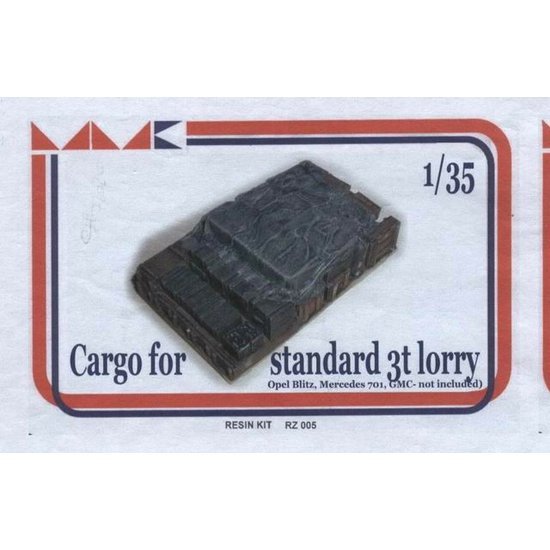 MMK
1/35
Cargo for standard 3t lorry
Opel Blitz, Mercedes 701, GMC- not included)
RESIN KIT RZ 005